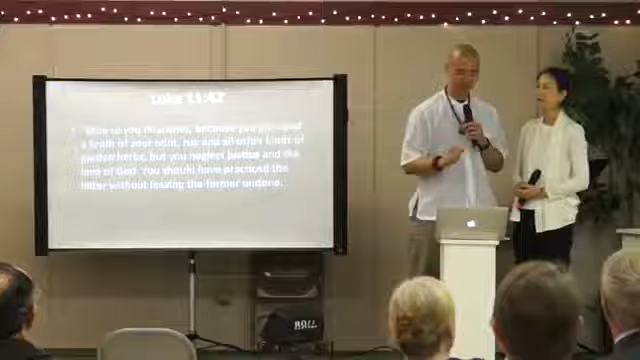 Luke 11:42
"Woe to you Pharisees, because you give God
a tenth of your mint, rue and all other kinds of
garden herbs, but you neglect justice and the
love of God. You should have practiced the
latter without leaving the former undone.